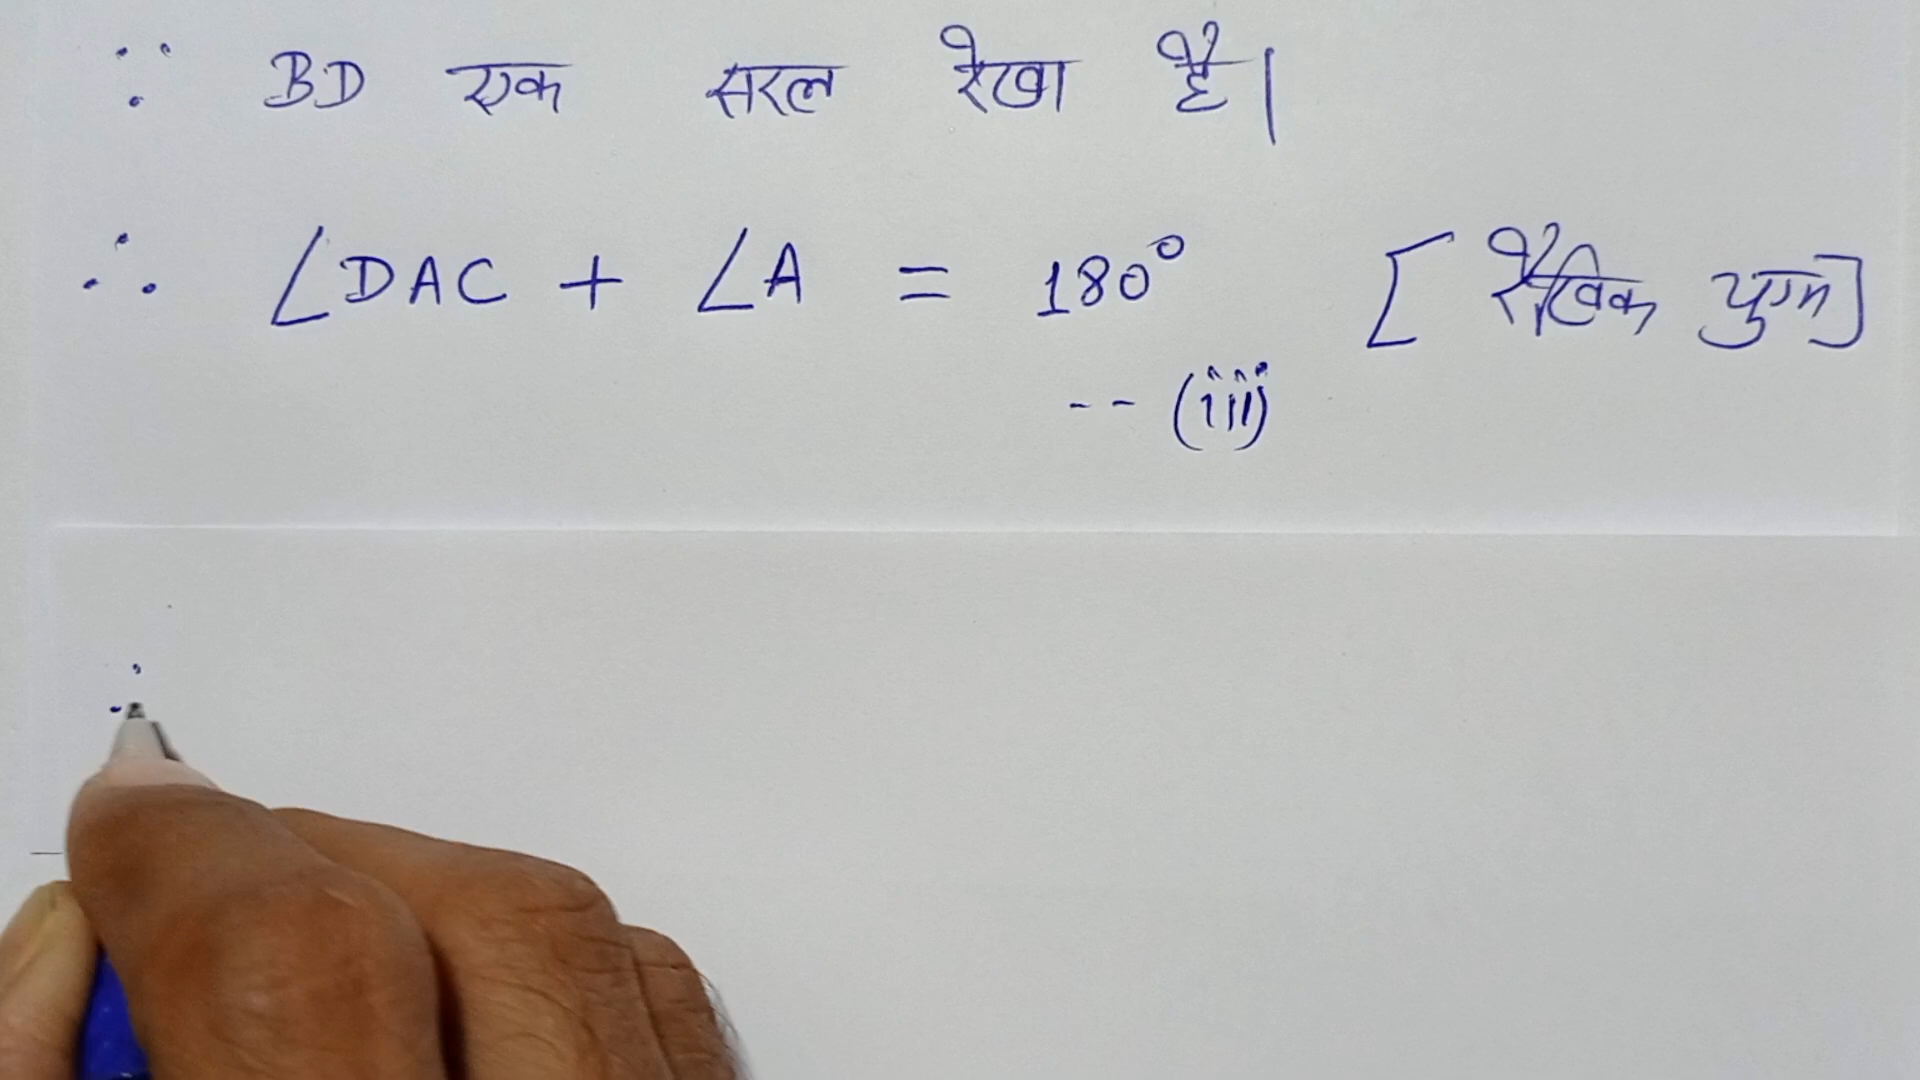 ∵ BD एक सरल रेखा है।
∴ ∠DAC + ∠A = 180° [ रैखिक युग्म ]
-- (iii)
∴